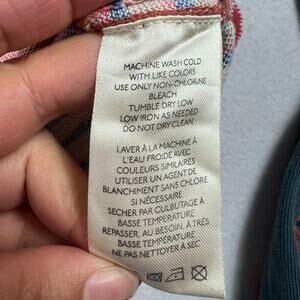 MACHINE WASH COLD
WITH LIKE COLORS
USE ONLY NON-CHLORINE
BLEACH
TUMBLE DRY LOW
LOW IRON AS NEEDED
DO NOT DRY CLEAN
LAVER À LA MACHINE À
L'EAU FROIDE AVEC
COULEURS SIMILAIRES
UTILISER UN AGENT DE
BLANCHIMENT SANS CHLORE
SI NÉCESSAIRE
SECHER PAR CULBUTAGE À
BASSE TEMPÉRATURE
REPASSER, AU BESOIN, À TRÈS
BASSE TEMPÉRATURE
NE PAS NETTOYER À SEC